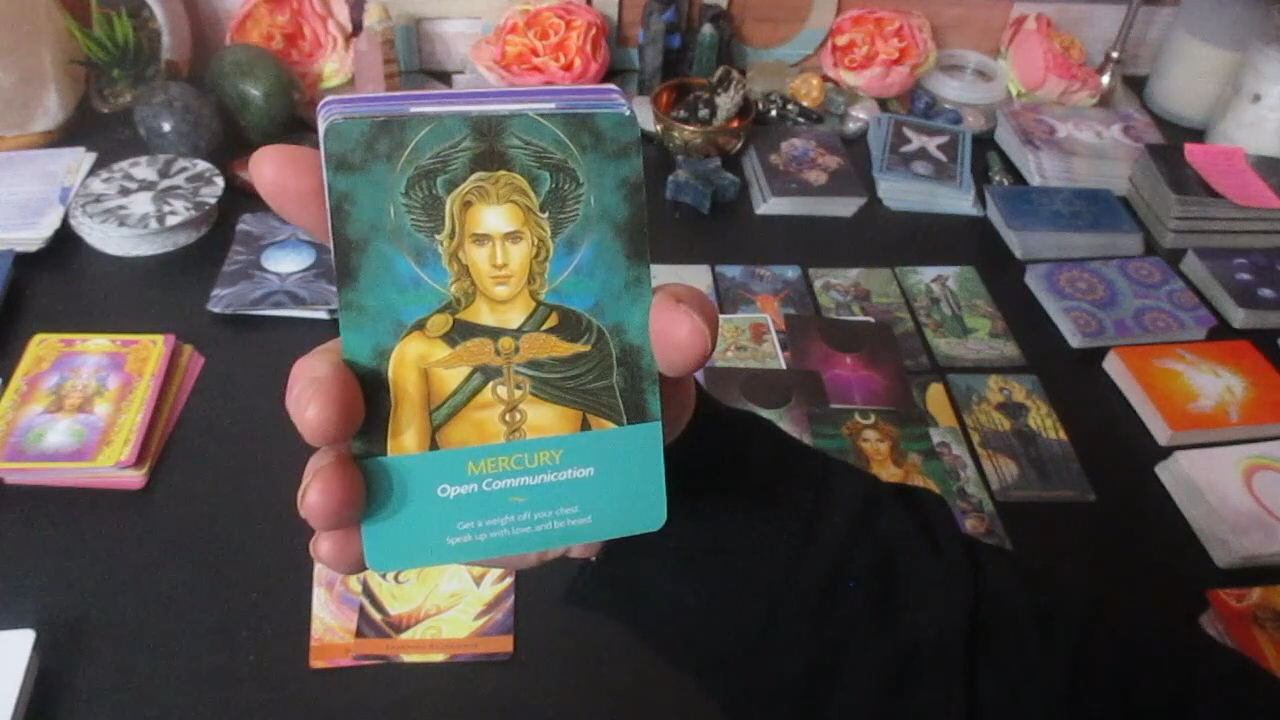 MERCURY
Open Communication
Get a weight off your chest
Speak up with love and be heard